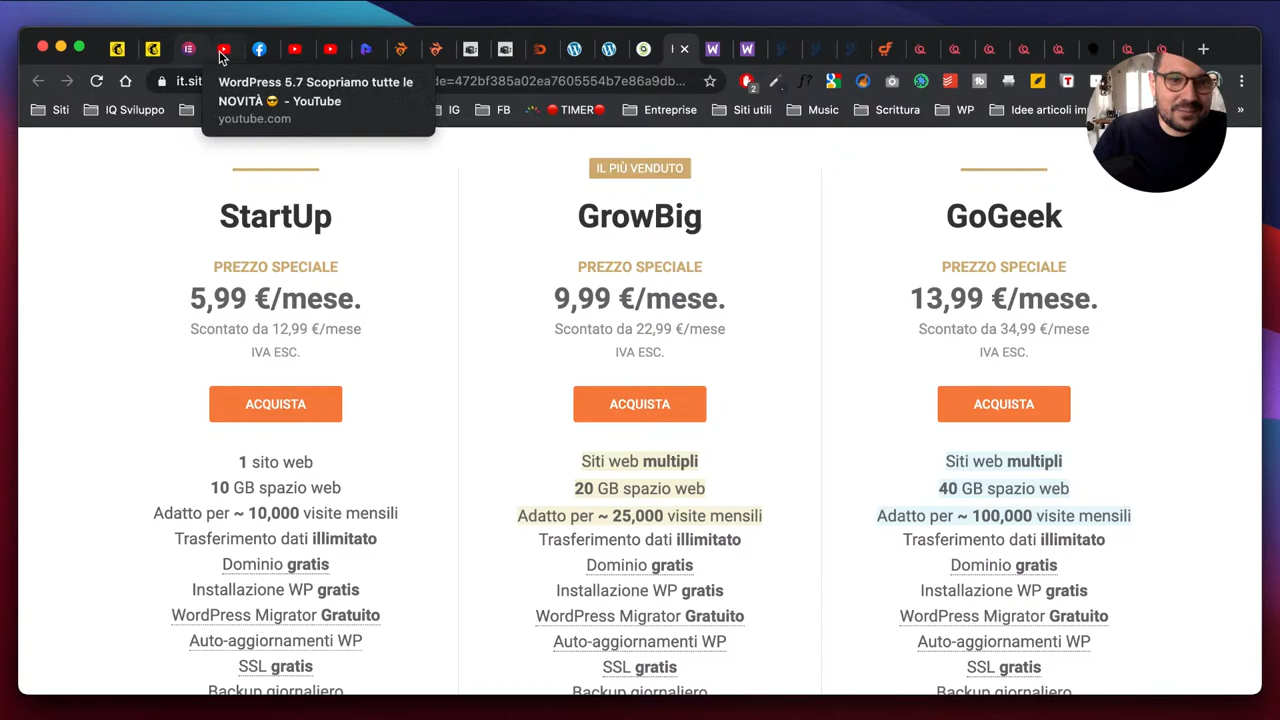 WordPress 5.7 Scopriamo tutte le
NOVITÀ 😎 - YouTube
youtube.com
it.sit
de=472bf385a02ea7605554b7e86a9db...
Siti
IQ Sviluppo
IG
FB
🔴TIMER🔴
Entreprise
Siti utili
Music
Scrittura
WP
Idee articoli im
»
StartUp
PREZZO SPECIALE
5,99 €/mese.
Scontato da 12,99 €/mese
IVA ESC.
ACQUISTA
1 sito web
10 GB spazio web
Adatto per ~ 10,000 visite mensili
Trasferimento dati illimitato
Dominio gratis
Installazione WP gratis
WordPress Migrator Gratuito
Auto-aggiornamenti WP
SSL gratis
Backup giornaliero
IL PIÙ VENDUTO
GrowBig
PREZZO SPECIALE
9,99 €/mese.
Scontato da 22,99 €/mese
IVA ESC.
ACQUISTA
Siti web multipli
20 GB spazio web
Adatto per ~ 25,000 visite mensili
Trasferimento dati illimitato
Dominio gratis
Installazione WP gratis
WordPress Migrator Gratuito
Auto-aggiornamenti WP
SSL gratis
Backup giornaliero
GoGeek
PREZZO SPECIALE
13,99 €/mese.
Scontato da 34,99 €/mese
IVA ESC.
ACQUISTA
Siti web multipli
40 GB spazio web
Adatto per ~ 100,000 visite mensili
Trasferimento dati illimitato
Dominio gratis
Installazione WP gratis
WordPress Migrator Gratuito
Auto-aggiornamenti WP
SSL gratis
Backup giornaliero